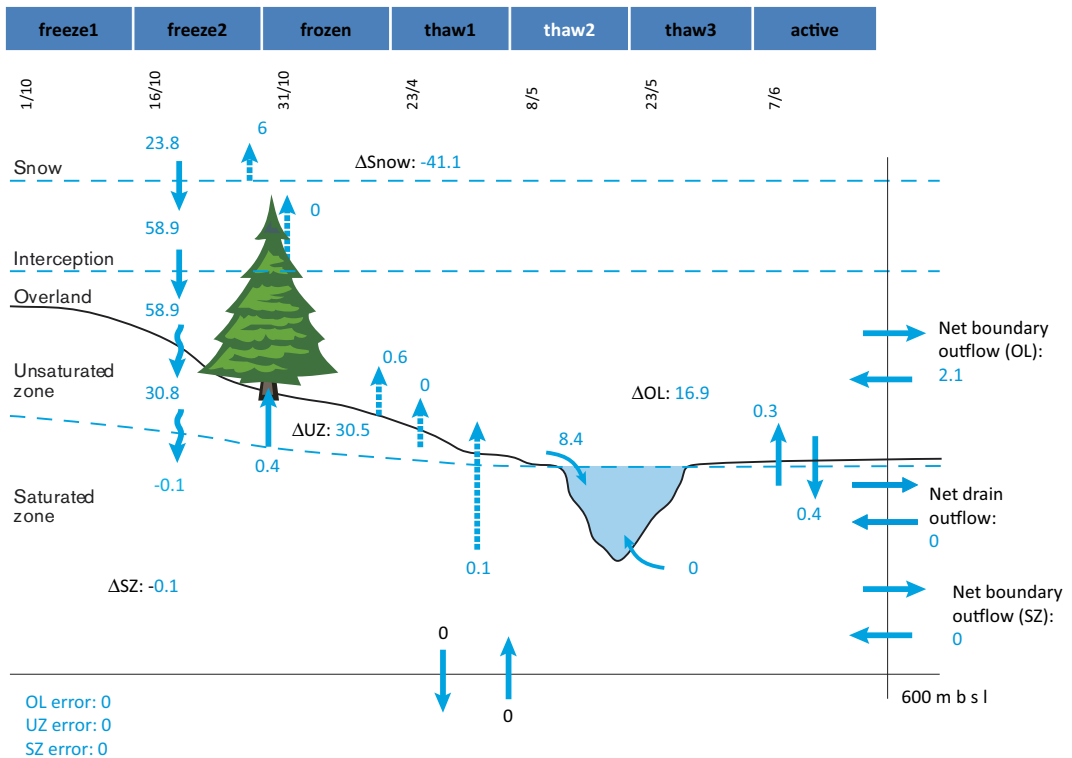 freeze1 freeze2 frozen thaw1 thaw2 thaw3 active
1/10 16/10 31/10 23/4 8/5 23/5 7/6
23.8
6
Snow
ΔSnow: -41.1
58.9
0
Interception
Overland
58.9
Net boundary
outflow (OL):
2.1
Unsaturated
zone
30.8
0.6
0
ΔOL: 16.9
0.3
ΔUZ: 30.5
8.4
0.4
-0.1
Saturated
zone
0.4
Net drain
outflow:
0
0.1
0
ΔSZ: -0.1
Net boundary
outflow (SZ):
0
0
0
600 m b s l
OL error: 0
UZ error: 0
SZ error: 0